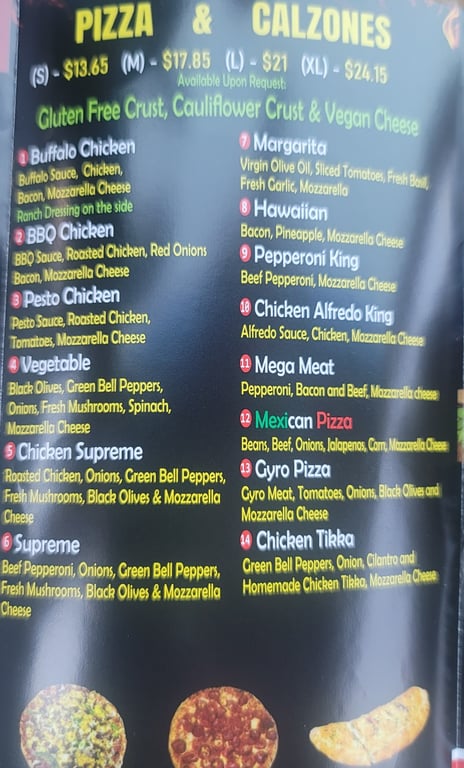 PIZZA & CALZONES
(S) - $13.65 (M) - $17.85 (L) - $21 (XL) - $24.15
Available Upon Request:
Gluten Free Crust, Cauliflower Crust & Vegan Cheese
1 Buffalo Chicken
Buffalo Sauce, Chicken,
Bacon, Mozzarella Cheese
Ranch Dressing on the side
2 BBQ Chicken
BBQ Sauce, Roasted Chicken, Red Onions
Bacon, Mozzarella Cheese
3 Pesto Chicken
Pesto Sauce, Roasted Chicken,
Tomatoes, Mozzarella Cheese
4 Vegetable
Black Olives, Green Bell Peppers,
Onions, Fresh Mushrooms, Spinach,
Mozzarella Cheese
5 Chicken Supreme
Roasted Chicken, Onions, Green Bell Peppers,
Fresh Mushrooms, Black Olives & Mozzarella
Cheese
6 Supreme
Beef Pepperoni, Onions, Green Bell Peppers,
Fresh Mushrooms, Black Olives & Mozzarella
Cheese
7 Margarita
Virgin Olive Oil, Sliced Tomatoes, Fresh Basil,
Fresh Garlic, Mozzarella
8 Hawaiian
Bacon, Pineapple, Mozzarella Cheese
9 Pepperoni King
Beef Pepperoni, Mozzarella Cheese
10 Chicken Alfredo King
Alfredo Sauce, Chicken, Mozzarella Cheese
11 Mega Meat
Pepperoni, Bacon and Beef, Mozzarella cheese
12 Mexican Pizza
Beans, Beef, Onions, Jalapenos, Corn, Mozzarella Cheese
13 Gyro Pizza
Gyro Meat, Tomatoes, Onions, Black Olives and
Mozzarella Cheese
14 Chicken Tikka
Green Bell Peppers, Onion, Cilantro and
Homemade Chicken Tikka, Mozzarella Cheese